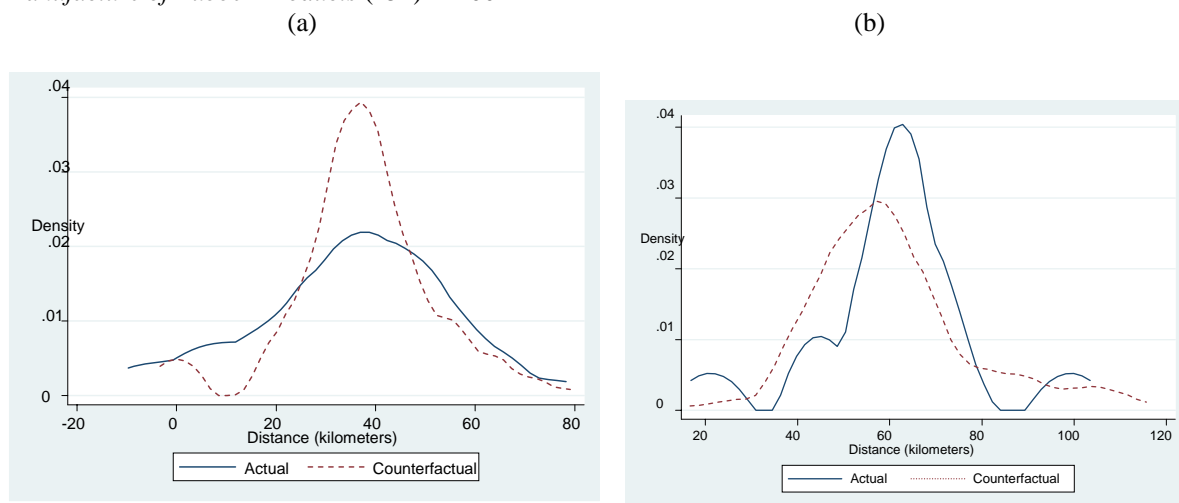 (a)
(b)
.04
.03
Density
.02
.01
0
-20
0
20
40
60
80
Distance (kilometers)
Actual
Counterfactual
.04
.03
Density
.02
.01
0
20
40
60
80
100
120
Distance (kilometers)
Actual
Counterfactual